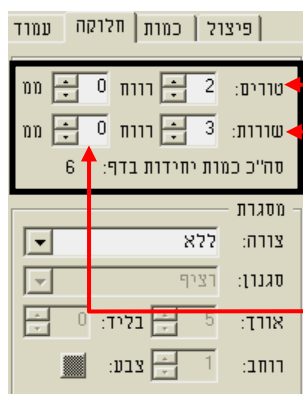 עמוד חלוקה כמות פיצול
טורים: 2 רווח 0 ממ
שורות: 3 רווח 0 ממ
סה"כ כמות יחידות בדף: 6
מסגרת
צורה: ללא
סגנון: רציף
אורך: 5 בליד: 0
רוחב: 1 צבע: